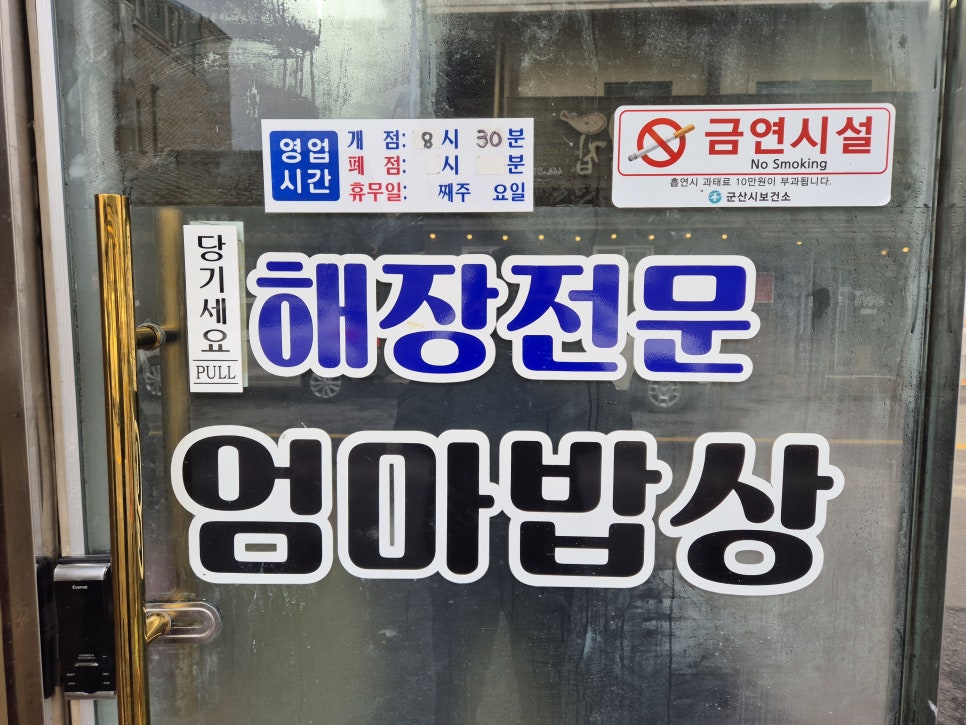 영업
시간
개 점: 8시 30분
폐 점: 시 분
휴무일: 째주 요일
금연시설
No Smoking
흡연시 과태료 10만원이 부과됩니다.
군산시보건소
당기세요
PULL
해장전문
엄마밥상